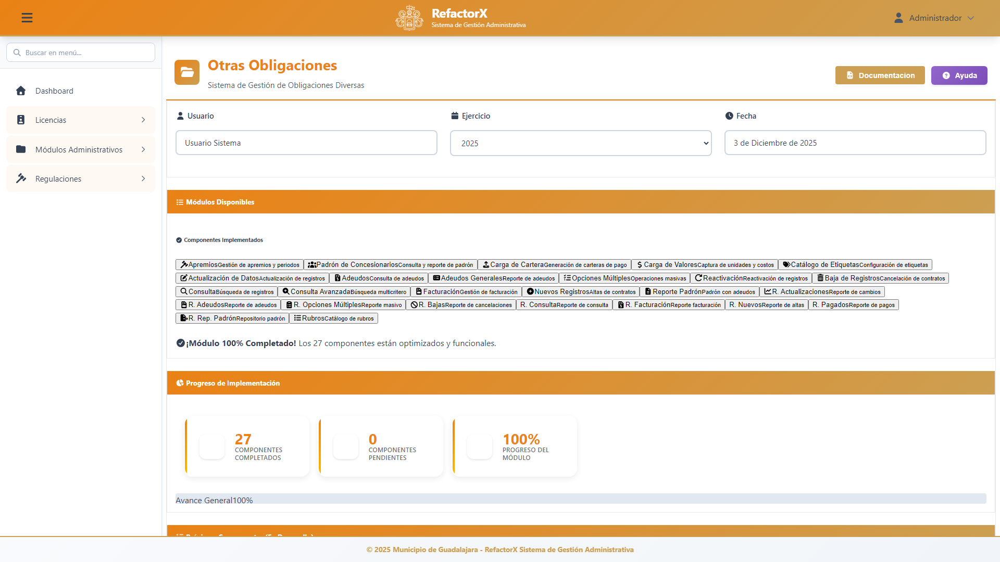 RefactorX
Sistema de Gestión Administrativa
Administrador
Buscar en menú...
Dashboard
Licencias
Módulos Administrativos
Regulaciones
Otras Obligaciones
Sistema de Gestión de Obligaciones Diversas
Documentacion
Ayuda
Usuario
Ejercicio
Fecha
Usuario Sistema
2025
3 de Diciembre de 2025
Módulos Disponibles
Componentes Implementados
ApremiosGestión de apremios y periodos Padrón de ConcesionariosConsulta y reporte de padrón Carga de CarteraGeneración de carteras de pago Carga de ValoresCaptura de unidades y costos Catálogo de EtiquetasConfiguración de etiquetas
Actualización de DatosActualización de registros AdeudosConsulta de adeudos Adeudos GeneralesReporte de adeudos Opciones MúltiplesOperaciones masivas ReactivaciónReactivación de registros Baja de RegistrosCancelación de contratos
ConsultaBúsqueda de registros Consulta AvanzadaBúsqueda multicritero FacturaciónGestión de facturación Nuevos RegistrosAltas de contratos Reporte PadrónPadrón con adeudos R. ActualizacionesReporte de cambios
R. AdeudosReporte de adeudos R. Opciones MúltiplesReporte masivo R. BajasReporte de cancelaciones R. ConsultaReporte de consulta R. FacturaciónReporte facturación R. NuevosReporte de altas R. PagadosReporte de pagos
R. Rep. PadrónRepositorio padrón RubrosCatálogo de rubros
¡Módulo 100% Completado! Los 27 componentes están optimizados y funcionales.
Progreso de Implementación
27
COMPONENTES
COMPLETADOS
0
COMPONENTES
PENDIENTES
100%
PROGRESO DEL
MÓDULO
Avance General100%
© 2025 Municipio de Guadalajara - RefactorX Sistema de Gestión Administrativa